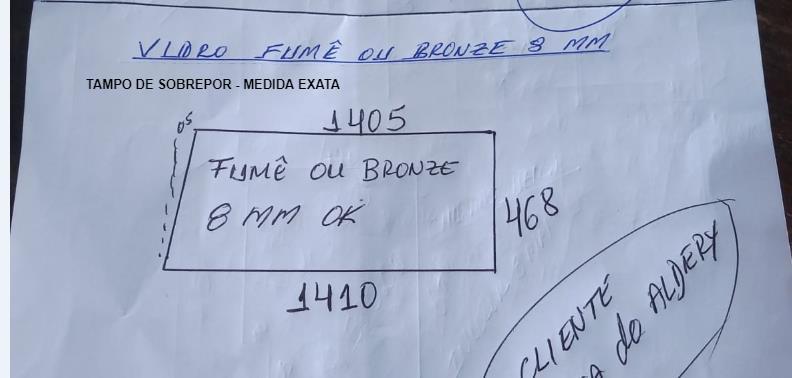 VIDRO FUMÊ OU BRONZE 8 MM
TAMPO DE SOBREPOR - MEDIDA EXATA
05
1405
FUMÊ OU BRONZE
8 MM OK
468
1410
CLIENTE
do ALDERY